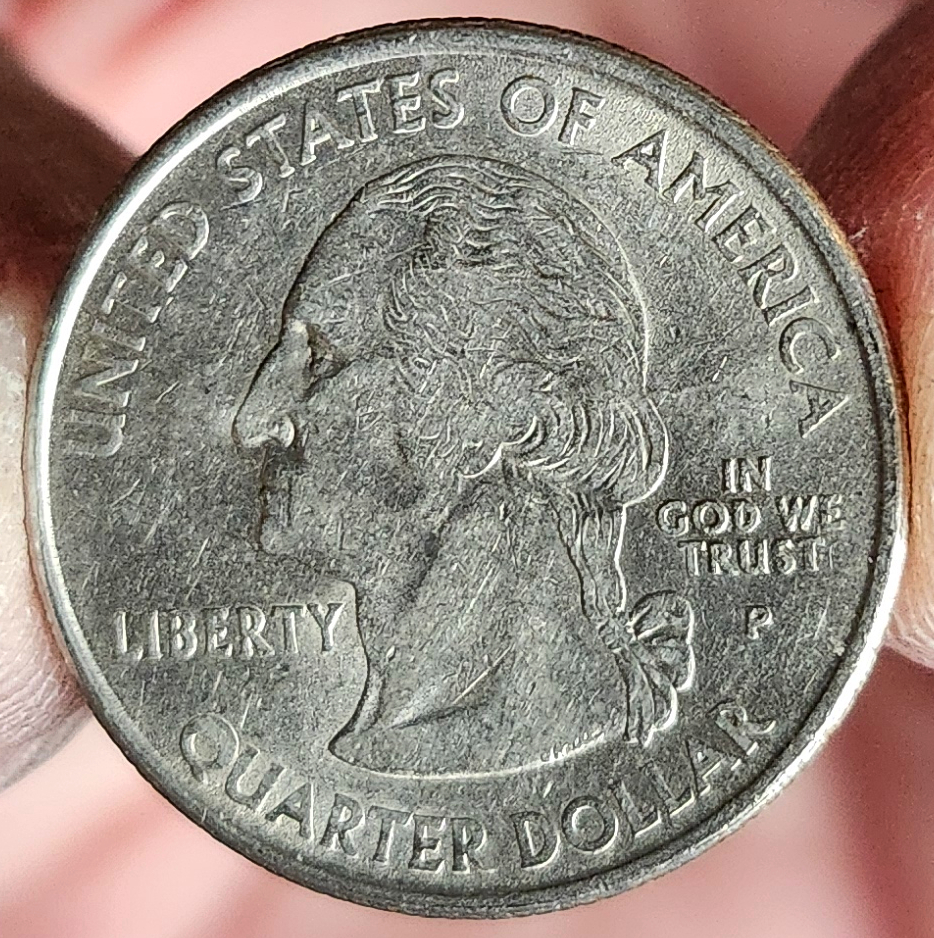 UNITED STATES OF AMERICA
LIBERTY
IN
GOD WE
TRUST
P
QUARTER DOLLAR